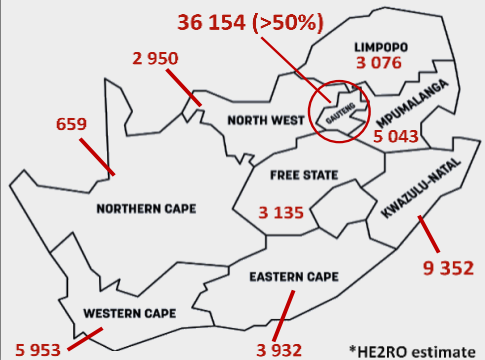 36 154 (>50%)
LIMPOPO
3 076
2 950
GAUTENG
MPUMALANGA
NORTH WEST
659
5 043
FREE STATE
KWAZULU-NATAL
NORTHERN CAPE
3 135
9 352
EASTERN CAPE
WESTERN CAPE
5 953
3 932
*HE2RO estimate